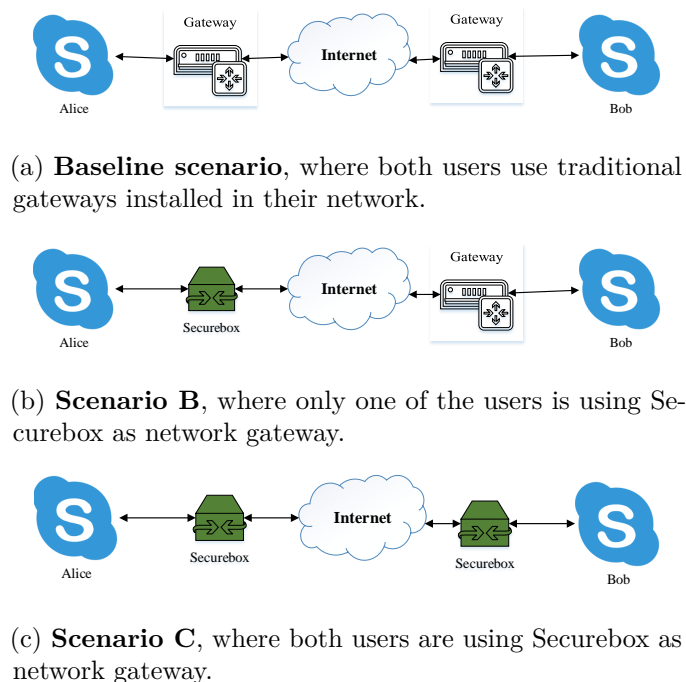 Gateway
Gateway
S
Internet
S
Alice
Bob
(a) Baseline scenario, where both users use traditional
gateways installed in their network.
Gateway
S
Internet
S
Securebox
Alice
Bob
(b) Scenario B, where only one of the users is using Se-
curebox as network gateway.
S
Internet
S
Securebox
Securebox
Alice
Bob
(c) Scenario C, where both users are using Securebox as
network gateway.